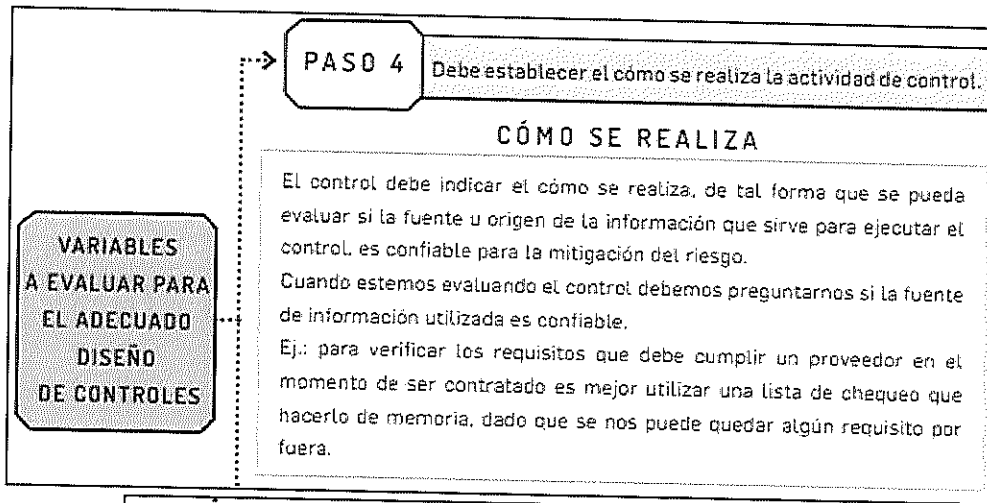 PASO 4
Debe establecer el cómo se realiza la actividad de control.
CÓMO SE REALIZA
El control debe indicar el cómo se realiza, de tal forma que se pueda
evaluar si la fuente u origen de la información que sirve para ejecutar el
control, es confiable para la mitigación del riesgo.
Cuando estemos evaluando el control debemos preguntarnos si la fuente
de información utilizada es confiable.
Ej.: para verificar los requisitos que debe cumplir un proveedor en el
momento de ser contratado es mejor utilizar una lista de chequeo que
hacerlo de memoria, dado que se nos puede quedar algún requisito por
fuera.
VARIABLES
A EVALUAR PARA
EL ADECUADO
DISEÑO
DE CONTROLES